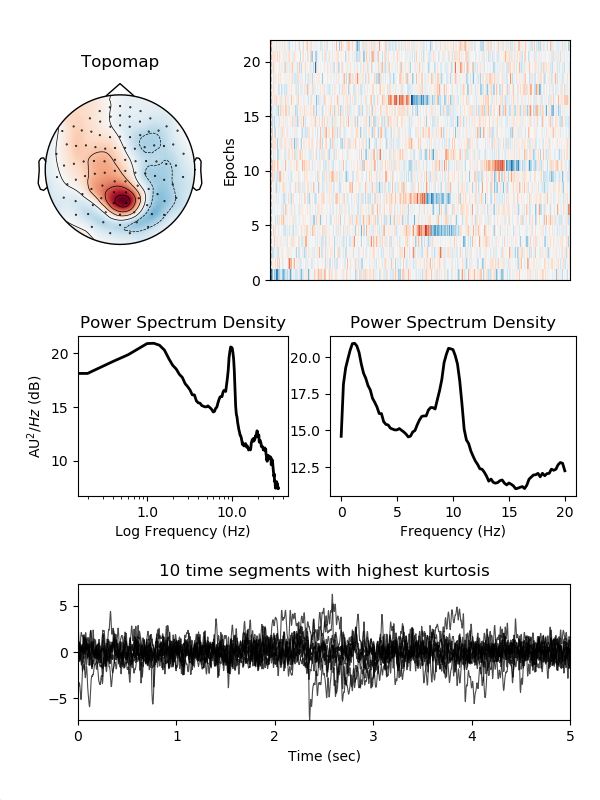 Topomap
20
15
10
5
0
Epochs
Power Spectrum Density
20
15
10
AU²/Hz (dB)
1.0 10.0
Log Frequency (Hz)
Power Spectrum Density
20.0
17.5
15.0
12.5
0 5 10 15 20
Frequency (Hz)
10 time segments with highest kurtosis
5
0
−5
0 1 2 3 4 5
Time (sec)